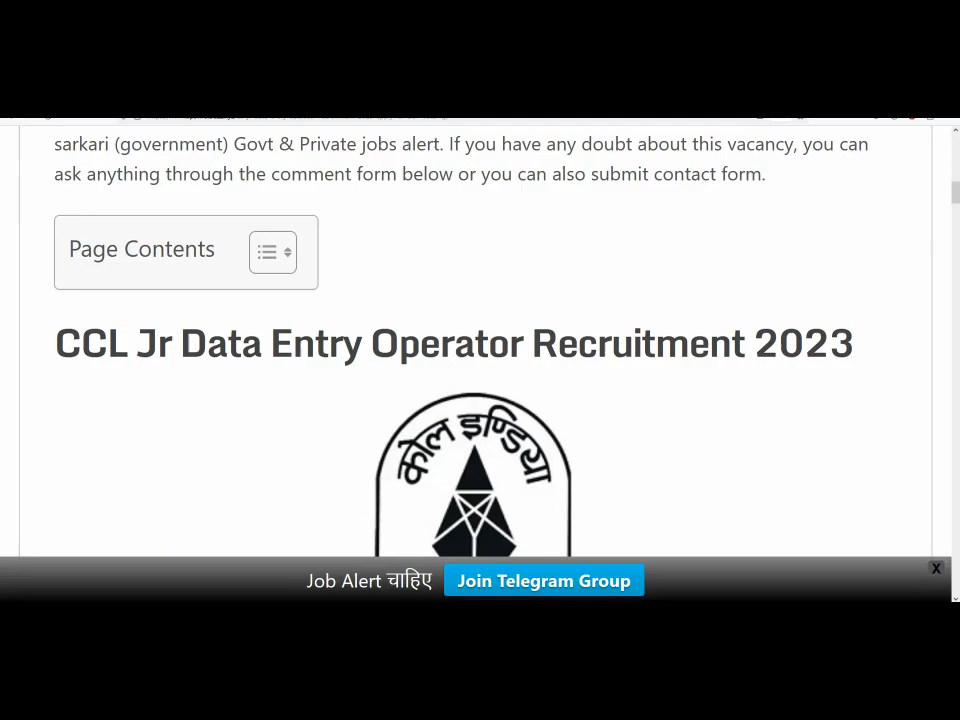 sarkari (government) Govt & Private jobs alert. If you have any doubt about this vacancy, you can
ask anything through the comment form below or you can also submit contact form.
Page Contents
CCL Jr Data Entry Operator Recruitment 2023
कोल इण्डिया
Job Alert चाहिए
Join Telegram Group
X